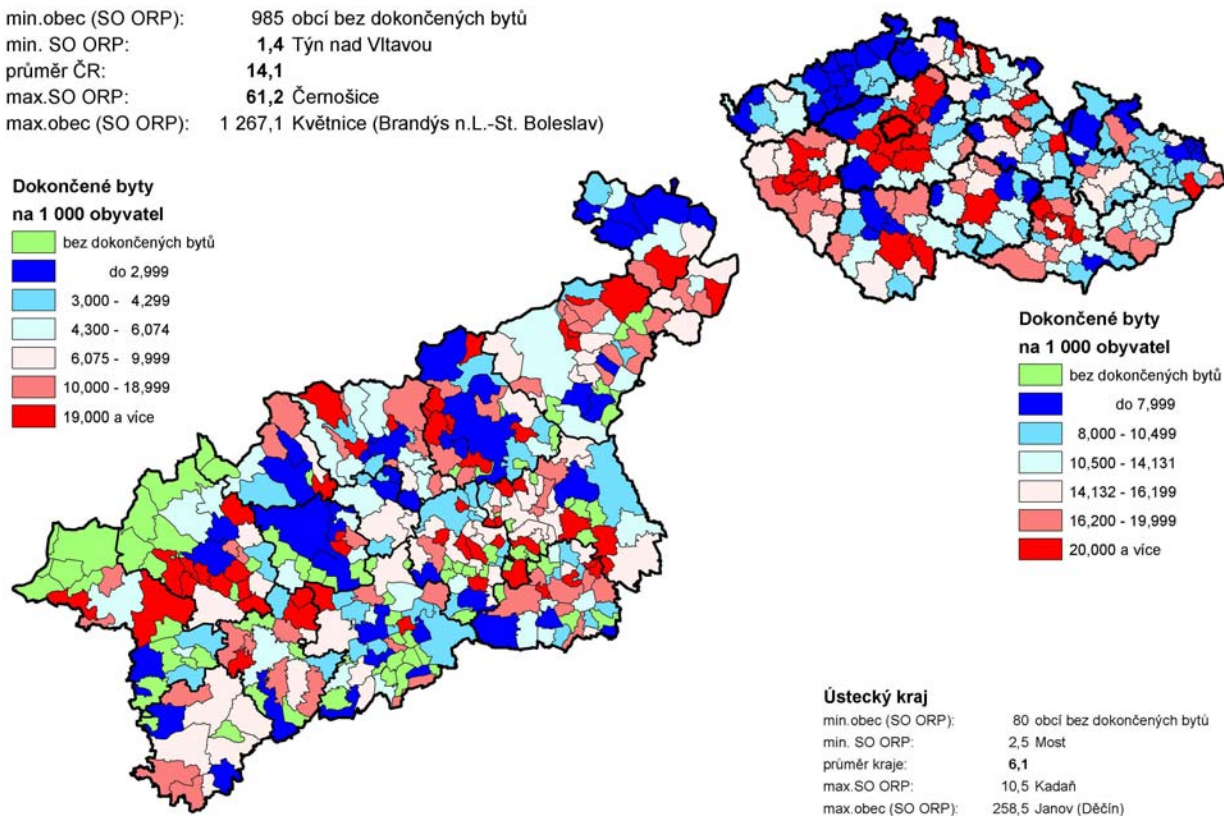 min.obec (SO ORP): 985 obcí bez dokončených bytů
min. SO ORP: 1,4 Týn nad Vltavou
průměr ČR: 14,1
max.SO ORP: 61,2 Černošice
max.obec (SO ORP): 1 267,1 Květnice (Brandýs n.L.-St. Boleslav)
Dokončené byty
na 1 000 obyvatel
bez dokončených bytů
do 2,999
3,000 - 4,299
4,300 - 6,074
6,075 - 9,999
10,000 - 18,999
19,000 a více
Dokončené byty
na 1 000 obyvatel
bez dokončených bytů
do 7,999
8,000 - 10,499
10,500 - 14,131
14,132 - 16,199
16,200 - 19,999
20,000 a více
Ústecký kraj
min.obec (SO ORP): 80 obcí bez dokončených bytů
min. SO ORP: 2,5 Most
průměr kraje: 6,1
max.SO ORP: 10,5 Kadaň
max.obec (SO ORP): 258,5 Janov (Děčín)